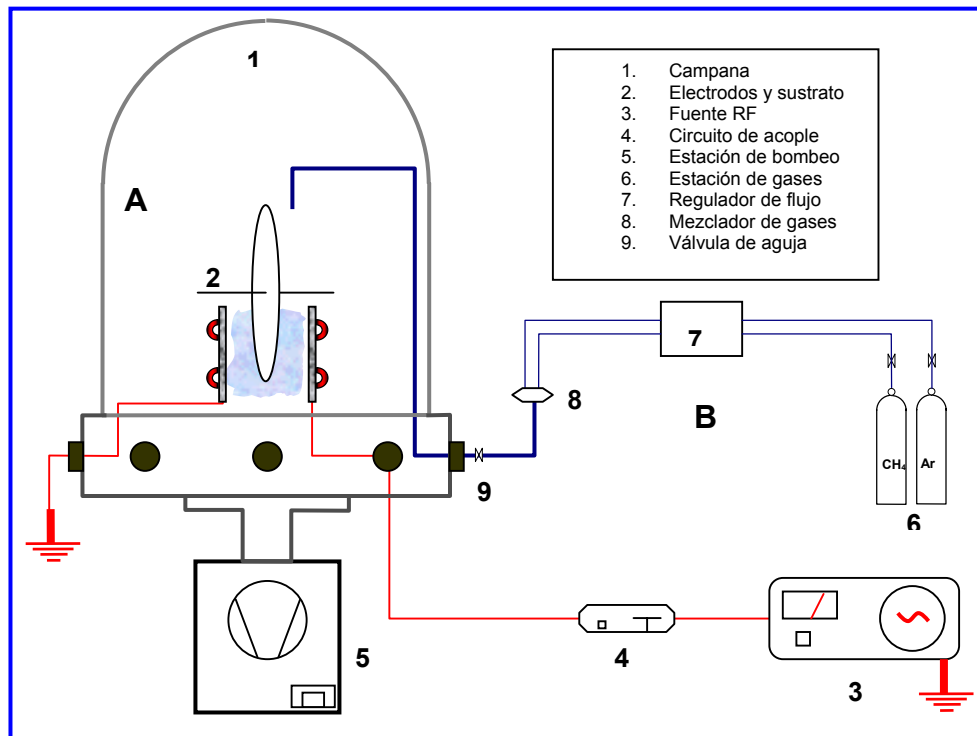 1
1. Campana
2. Electrodos y sustrato
3. Fuente RF
4. Circuito de acople
5. Estación de bombeo
6. Estación de gases
7. Regulador de flujo
8. Mezclador de gases
9. Válvula de aguja
A
2
7
8
B
CH₄ Ar
9
6
5
4
3